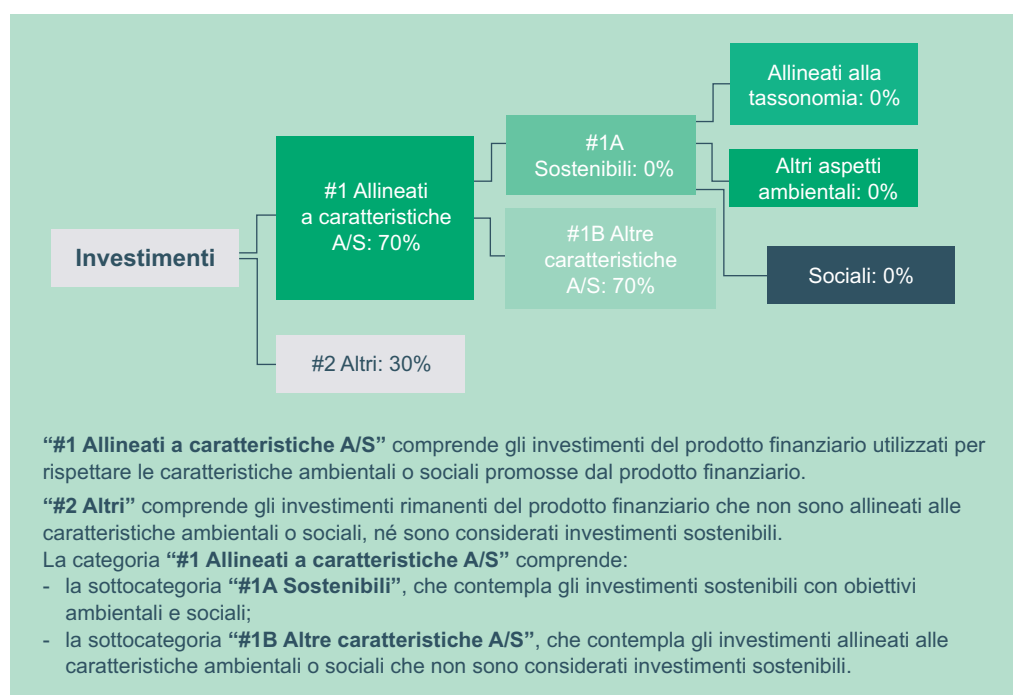 Allineati alla
tassonomia: 0%
#1A
Sostenibili: 0%
Altri aspetti
ambientali: 0%
#1 Allineati
a caratteristiche
A/S: 70%
#1B Altre
caratteristiche
A/S: 70%
Investimenti
Sociali: 0%
#2 Altri: 30%
“#1 Allineati a caratteristiche A/S” comprende gli investimenti del prodotto finanziario utilizzati per
rispettare le caratteristiche ambientali o sociali promosse dal prodotto finanziario.
“#2 Altri” comprende gli investimenti rimanenti del prodotto finanziario che non sono allineati alle
caratteristiche ambientali o sociali, né sono considerati investimenti sostenibili.
La categoria “#1 Allineati a caratteristiche A/S” comprende:
- la sottocategoria “#1A Sostenibili”, che contempla gli investimenti sostenibili con obiettivi
ambientali e sociali;
- la sottocategoria “#1B Altre caratteristiche A/S”, che contempla gli investimenti allineati alle
caratteristiche ambientali o sociali che non sono considerati investimenti sostenibili.